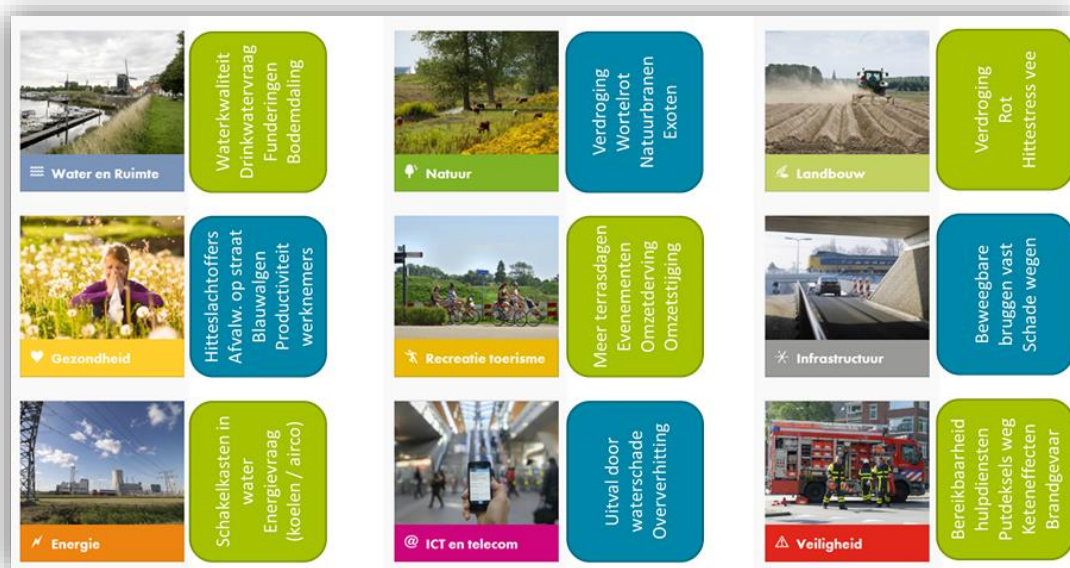 Water en Ruimte
Waterkwaliteit
Drinkwatervraag
Funderingen
Bodemdaling
Natuur
Verdroging
Wortelrot
Natuurbranen
Exoten
Landbouw
Verdroging
Rot
Hittestress vee
Gezondheid
Hitteslachtoffers
Afvalw. op straat
Blauwalgen
Productiviteit
werknemers
Recreatie toerisme
Meer terrasdagen
Evenementen
Omzetderving
Omzetstijging
Infrastructuur
Beweegbare
bruggen vast
Schade wegen
Energie
Schakelkasten in
water
Energievraag
(koelen / airco)
@ ICT en telecom
Uitval door
waterschade
Oververhitting
Veiligheid
Bereikbaarheid
hulpdiensten
Putdeksels weg
Keteneffecten
Brandgevaar